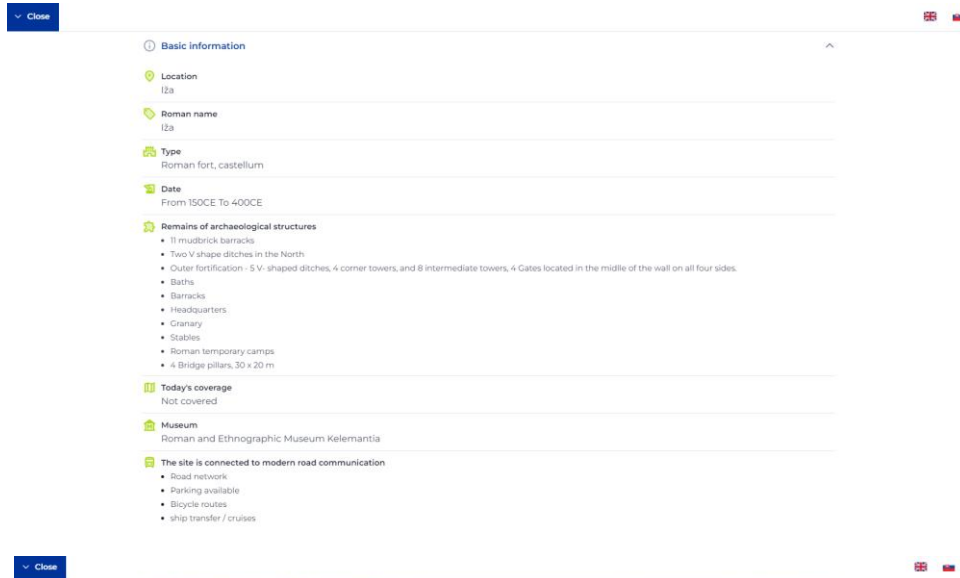 Close
Basic information
Location
Iža
Roman name
Iža
Type
Roman fort, castellum
Date
From 150CE To 400CE
Remains of archaeological structures
• 11 mudbrick barracks
• Two V shape ditches in the North
• Outer fortification - 5 V- shaped ditches, 4 corner towers, and 8 intermediate towers, 4 Gates located in the midlle of the wall on all four sides.
• Baths
• Barracks
• Headquarters
• Granary
• Stables
• Roman temporary camps
• 4 Bridge pillars, 30 x 20 m
Today's coverage
Not covered
Museum
Roman and Ethnographic Museum Kelemantia
The site is connected to modern road communication
• Road network
• Parking available
• Bicycle routes
• ship transfer / cruises
Close